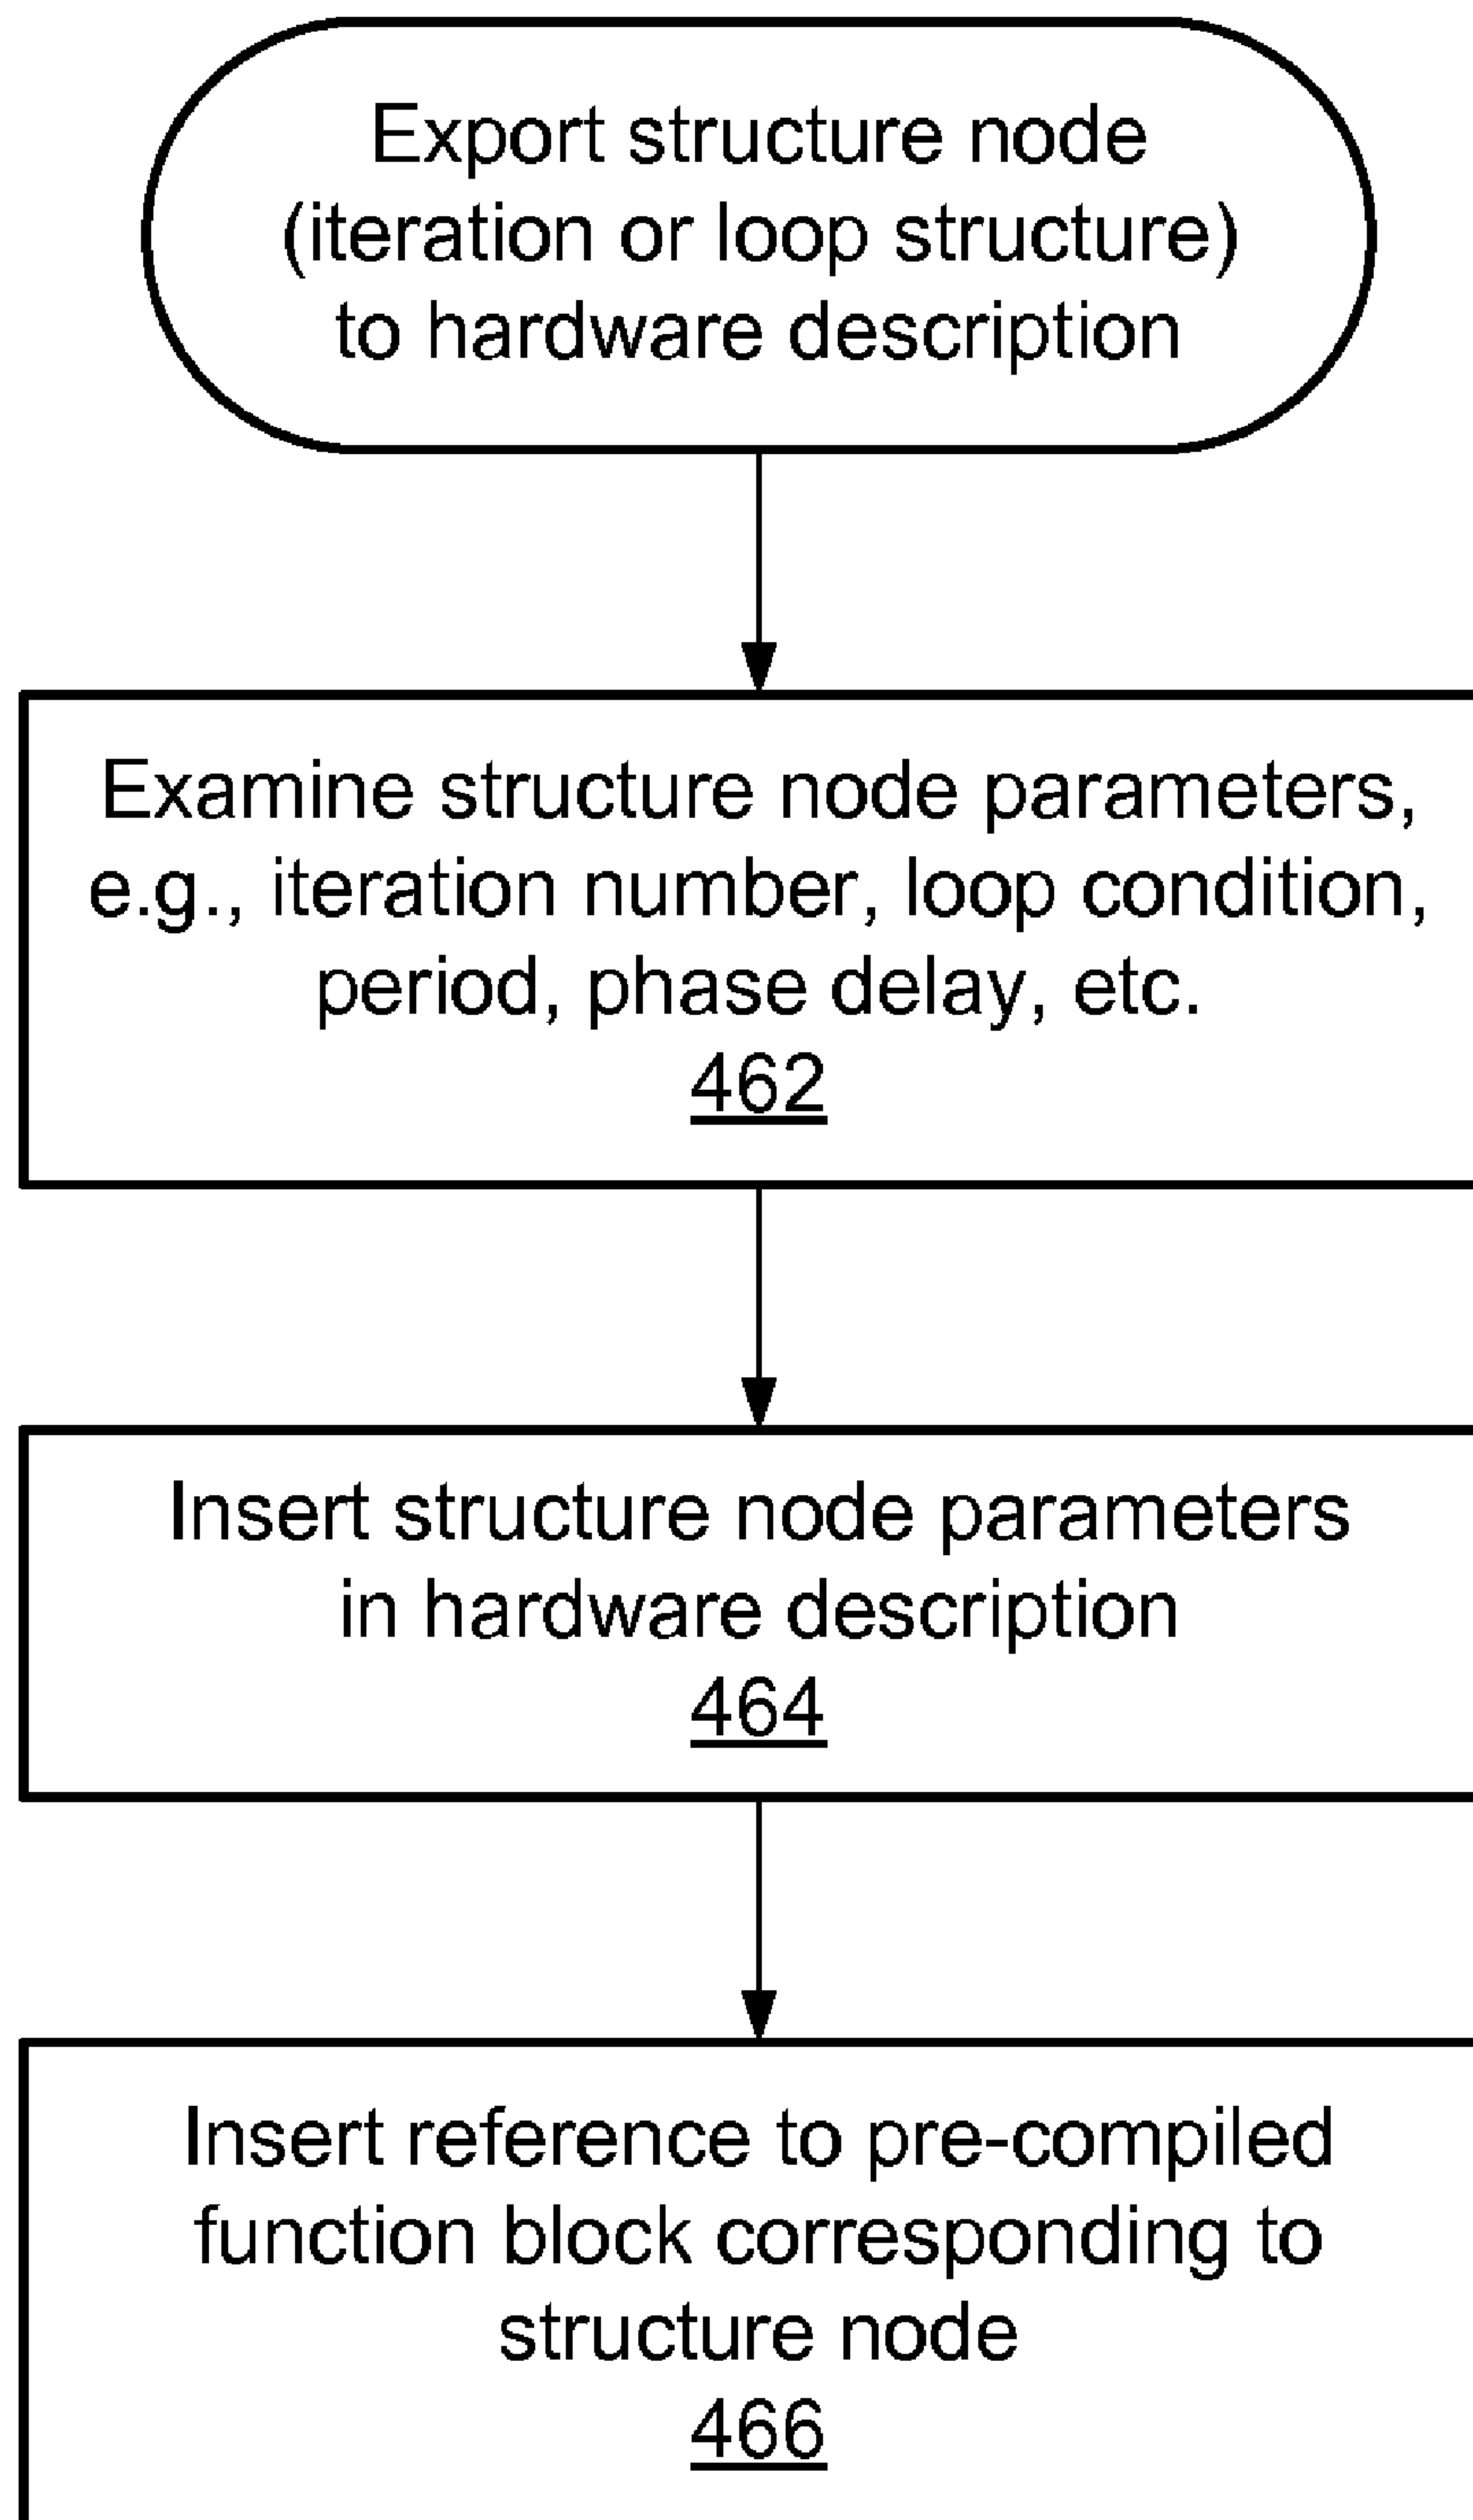 Export structure node
(iteration or loop structure)
to hardware description
Examine structure node parameters,
e.g., iteration number, loop condition,
period, phase delay, etc.
462
Insert structure node parameters
in hardware description
464
Insert reference to pre-compiled
function block corresponding to
structure node
466